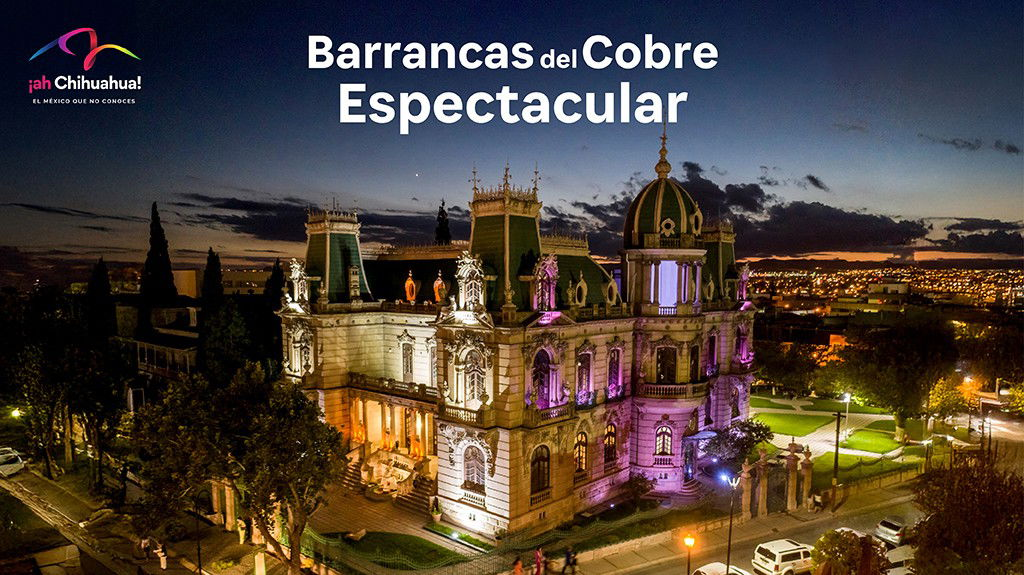 Barrancas del Cobre
Espectacular
¡ah Chihuahua!
EL MÉXICO QUE NO CONOCES